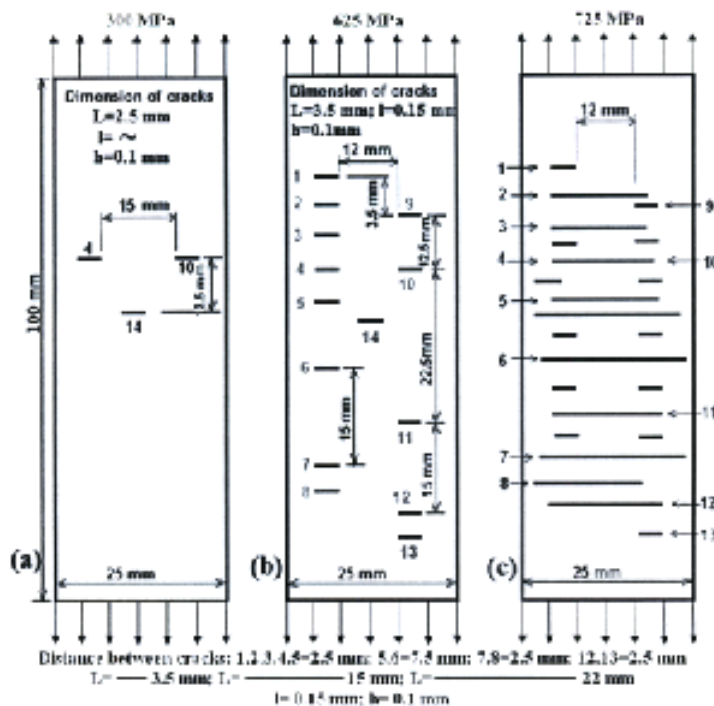 300 MPa
625 MPa
725 MPa
Dimension of cracks
L=2.5 mm
l= ~
h=0.1 mm
15 mm
4
10
14
3.5 mm
100 mm
(a)
25 mm
Dimension of cracks
L=3.5 mm; l=0.15 mm
h=0.1mm
12 mm
1
2
3
4
5
6
7
8
9
10
11
12
13
14
3.5 mm
12.5mm
22.5mm
15 mm
15 mm
(b)
25 mm
12 mm
1
2
3
4
5
6
7
8
9
10
11
12
(c)
25 mm
Distance between cracks: 1,2,3,4,5=2.5 mm; 5,6=7.5 mm; 7,8=2.5 mm; 12,13=2.5 mm
L= 3.5 mm; L= 15 mm; L= 22 mm
l=0.15 mm; h=0.1 mm